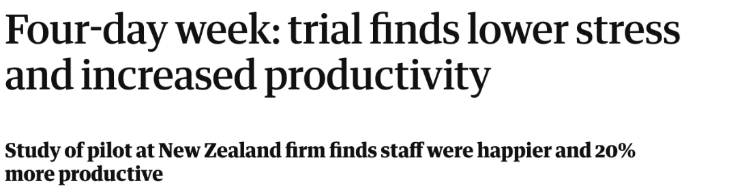 Four-day week: trial finds lower stress
and increased productivity
Study of pilot at New Zealand firm finds staff were happier and 20%
more productive